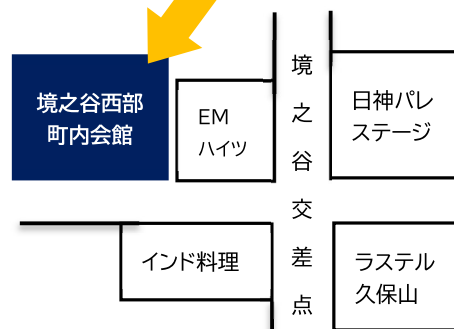 境之谷西部
町内会館
EM
ハイツ
境之谷交差点
日神パレ
ステージ
インド料理
ラステル
久保山